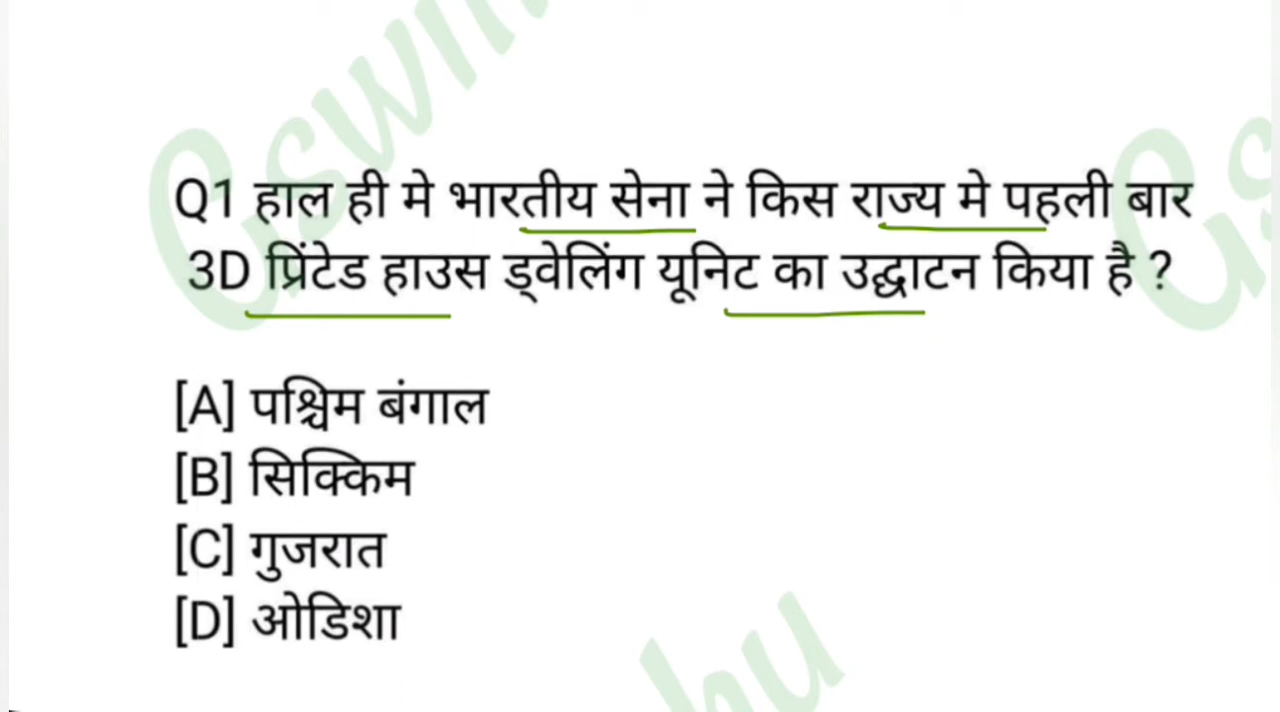 Q1 हाल ही मे भारतीय सेना ने किस राज्य मे पहली बार
3D प्रिंटेड हाउस ड्वेलिंग यूनिट का उद्घाटन किया है ?
[A] पश्चिम बंगाल
[B] सिक्किम
[C] गुजरात
[D] ओडिशा